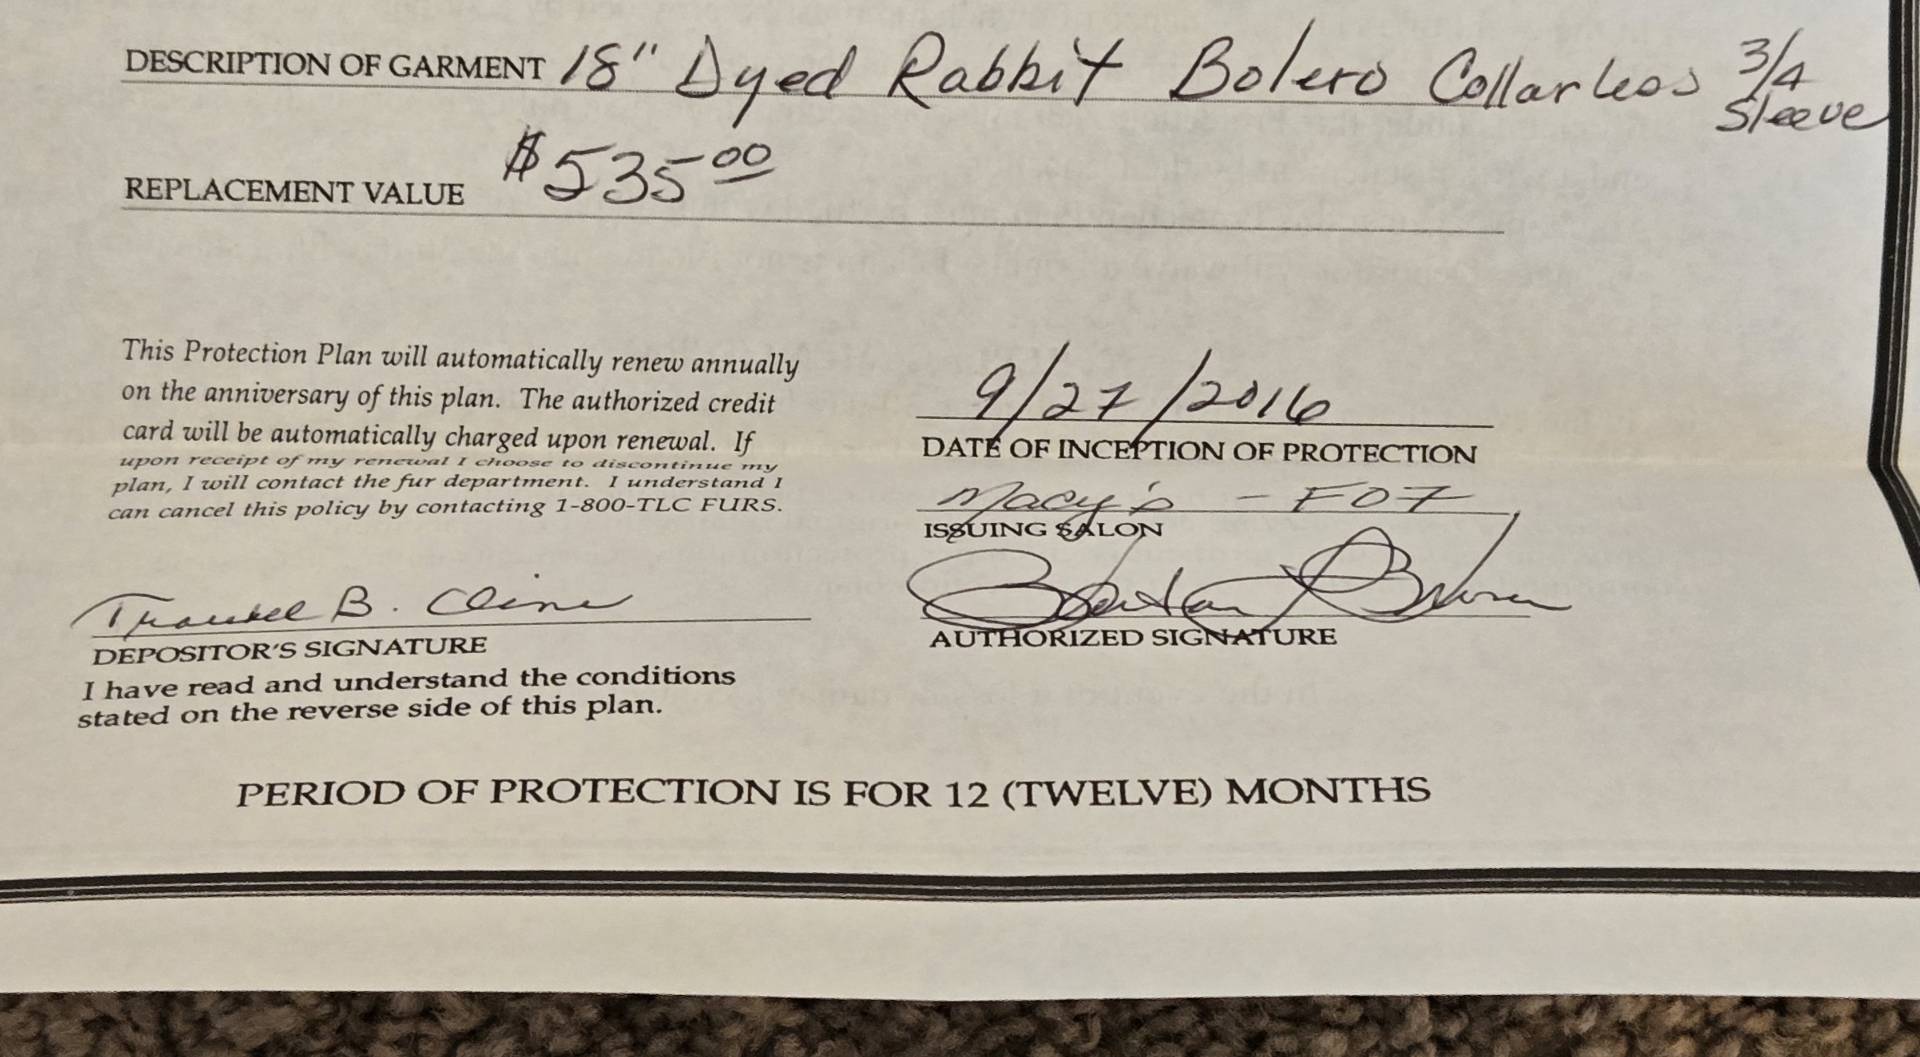 DESCRIPTION OF GARMENT 18" Dyed Rabbit Bolero Collarless 3/4 Sleeve
REPLACEMENT VALUE $535.00
This Protection Plan will automatically renew annually
on the anniversary of this plan. The authorized credit
card will be automatically charged upon renewal. If
upon receipt of my renewal I choose to discontinue my
plan, I will contact the fur department. I understand I
can cancel this policy by contacting 1-800-TLC FURS.
9/27/2016
DATE OF INCEPTION OF PROTECTION
Macy's - F07
ISSUING SALON
B. Cline
DEPOSITOR'S SIGNATURE
I have read and understand the conditions
stated on the reverse side of this plan.
AUTHORIZED SIGNATURE
PERIOD OF PROTECTION IS FOR 12 (TWELVE) MONTHS